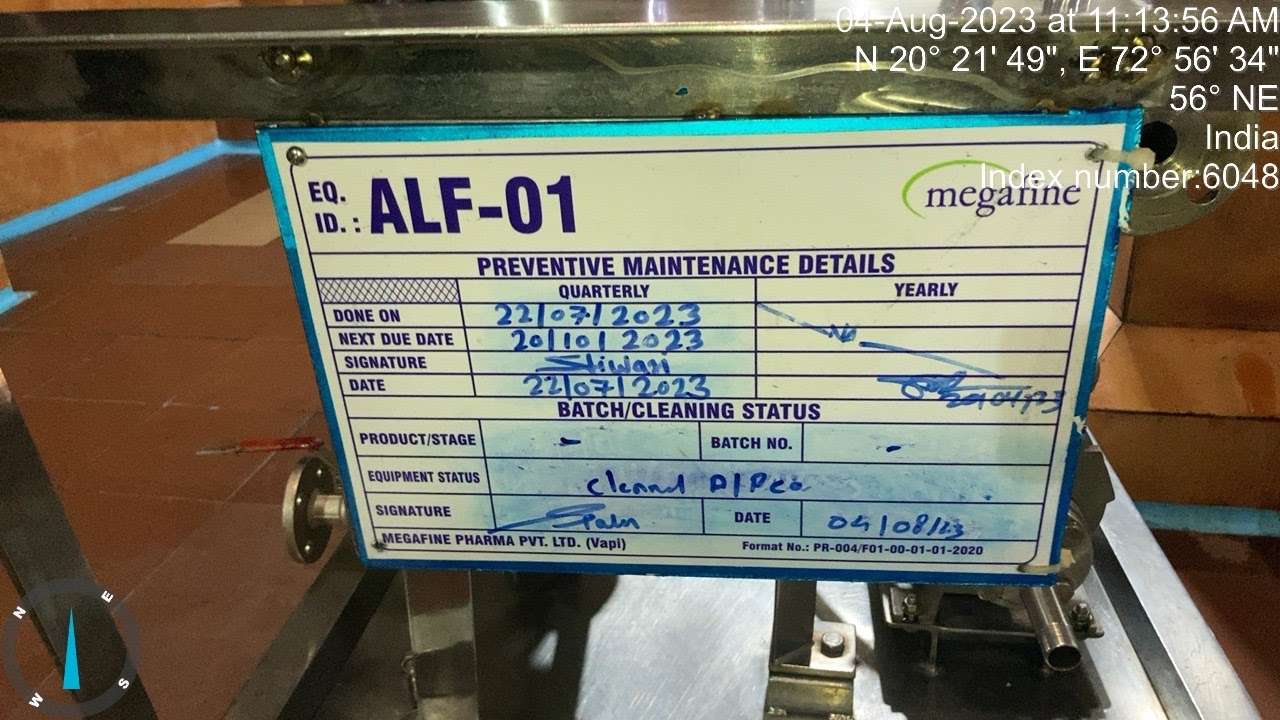 04-Aug-2023 at 11:13:56 AM
N 20° 21' 49", E 72° 56' 34"
56° NE
India
Index number:6048
EQ. ID. : ALF-01
megafine
PREVENTIVE MAINTENANCE DETAILS
QUARTERLY YEARLY
DONE ON 22/07/2023
NEXT DUE DATE 20/10/2023
SIGNATURE Stiwari
DATE 22/07/2023
BATCH/CLEANING STATUS
PRODUCT/STAGE - BATCH NO. -
EQUIPMENT STATUS
SIGNATURE DATE 04/08/23
MEGAFINE PHARMA PVT. LTD. (Vapi) Format No.: PR-004/F01-00-01-01-2020
N E
W S